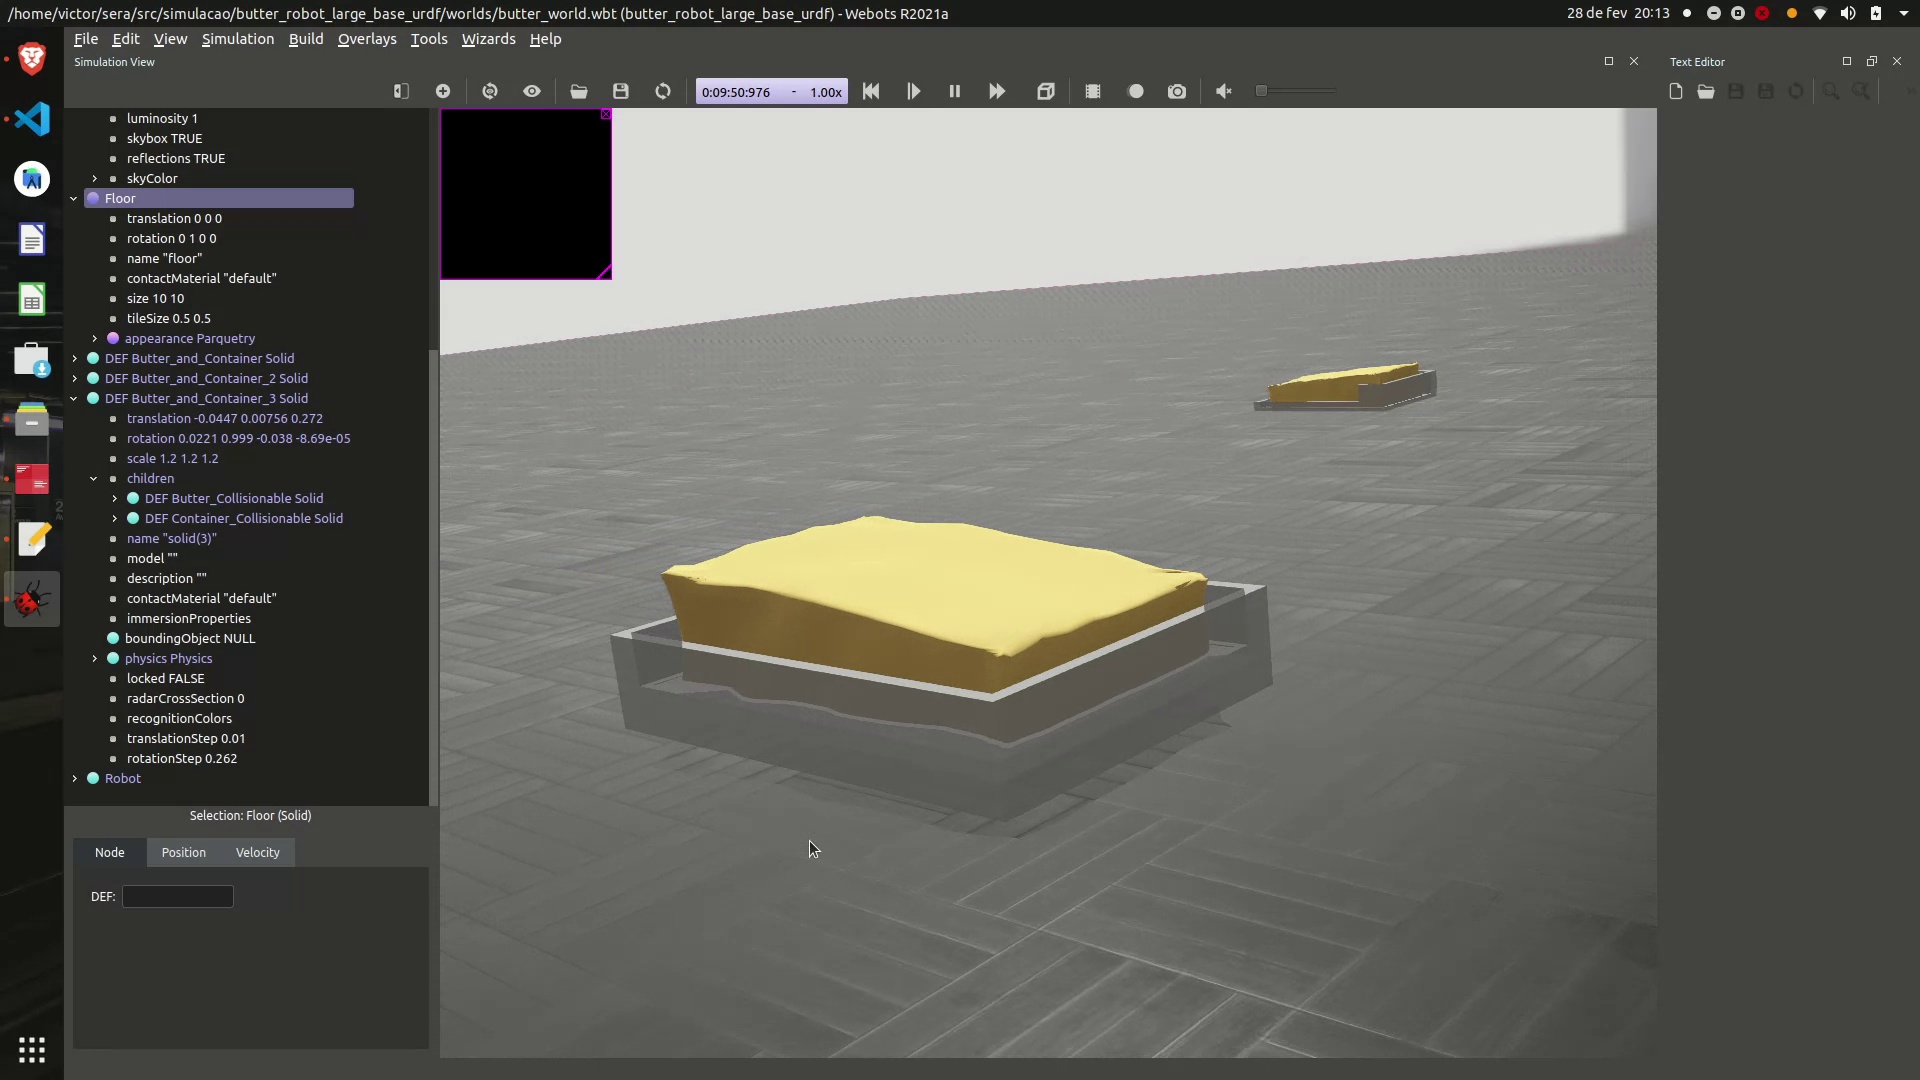 /home/victor/sera/src/simulacao/butter_robot_large_base_urdf/worlds/butter_world.wbt (butter_robot_large_base_urdf) - Webots R2021a
28 de fev 20:13
File Edit View Simulation Build Overlays Tools Wizards Help
Simulation View
Text Editor
0:09:50:976 - 1.00x
luminosity 1
skybox TRUE
reflections TRUE
skyColor
Floor
translation 0 0 0
rotation 0 1 0 0
name "floor"
contactMaterial "default"
size 10 10
tileSize 0.5 0.5
appearance Parquetry
DEF Butter_and_Container Solid
DEF Butter_and_Container_2 Solid
DEF Butter_and_Container_3 Solid
translation -0.0447 0.00756 0.272
rotation 0.0221 0.999 -0.038 -8.69e-05
scale 1.2 1.2 1.2
children
DEF Butter_Collisionable Solid
DEF Container_Collisionable Solid
name "solid(3)"
model ""
description ""
contactMaterial "default"
immersionProperties
boundingObject NULL
physics Physics
locked FALSE
radarCrossSection 0
recognitionColors
translationStep 0.01
rotationStep 0.262
Robot
Selection: Floor (Solid)
Node Position Velocity
DEF: